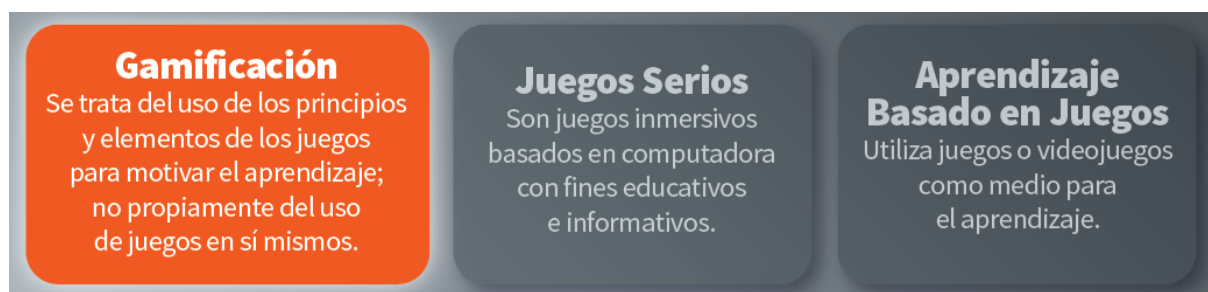 Gamificación
Se trata del uso de los principios
y elementos de los juegos
para motivar el aprendizaje;
no propiamente del uso
de juegos en sí mismos.
Juegos Serios
Son juegos inmersivos
basados en computadora
con fines educativos
e informativos.
Aprendizaje
Basado en Juegos
Utiliza juegos o videojuegos
como medio para
el aprendizaje.